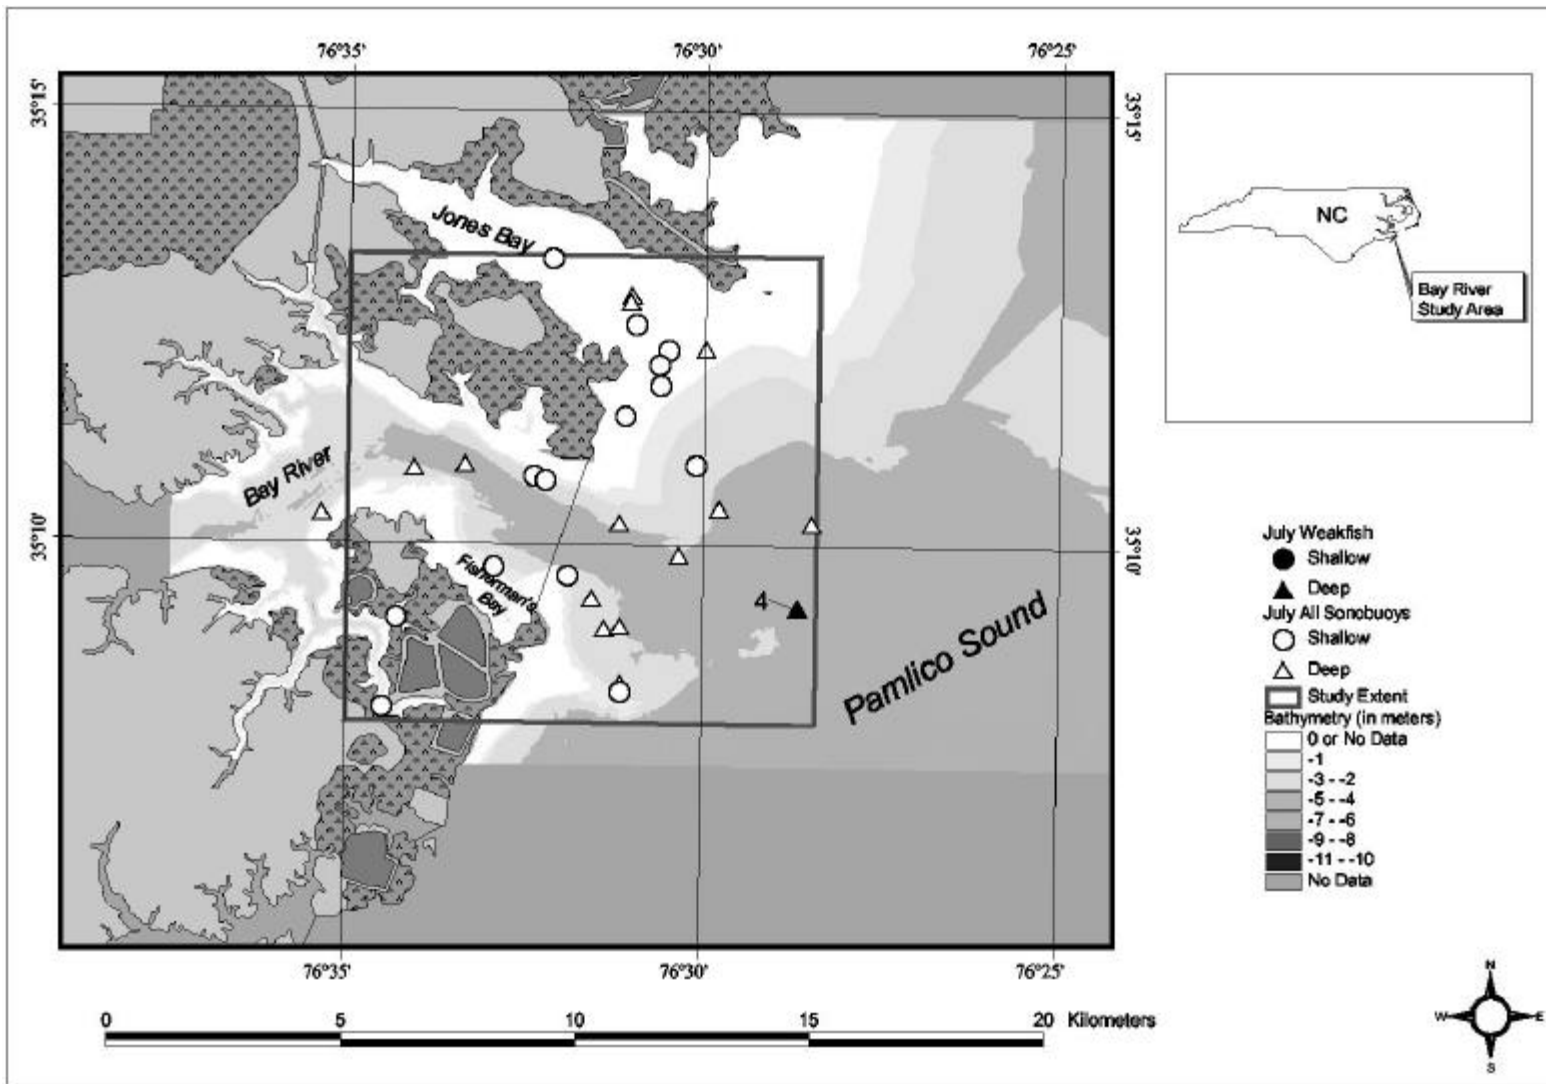 76°35'
76°30'
76°25'
35°15'
35°15'
Jones Bay
NC
Bay River
Study Area
Bay River
35°10'
35°10'
Fisherman's
Bay
4
Pamlico Sound
July Weakfish
Shallow
Deep
July All Sonobuoys
Shallow
Deep
Study Extent
Bathymetry (in meters)
0 or No Data
-1
-3 - -2
-5 - -4
-7 - -6
-9 - -8
-11 - -10
No Data
76°35'
76°30'
76°25'
0
5
10
15
20
Kilometers
N
W
E
S